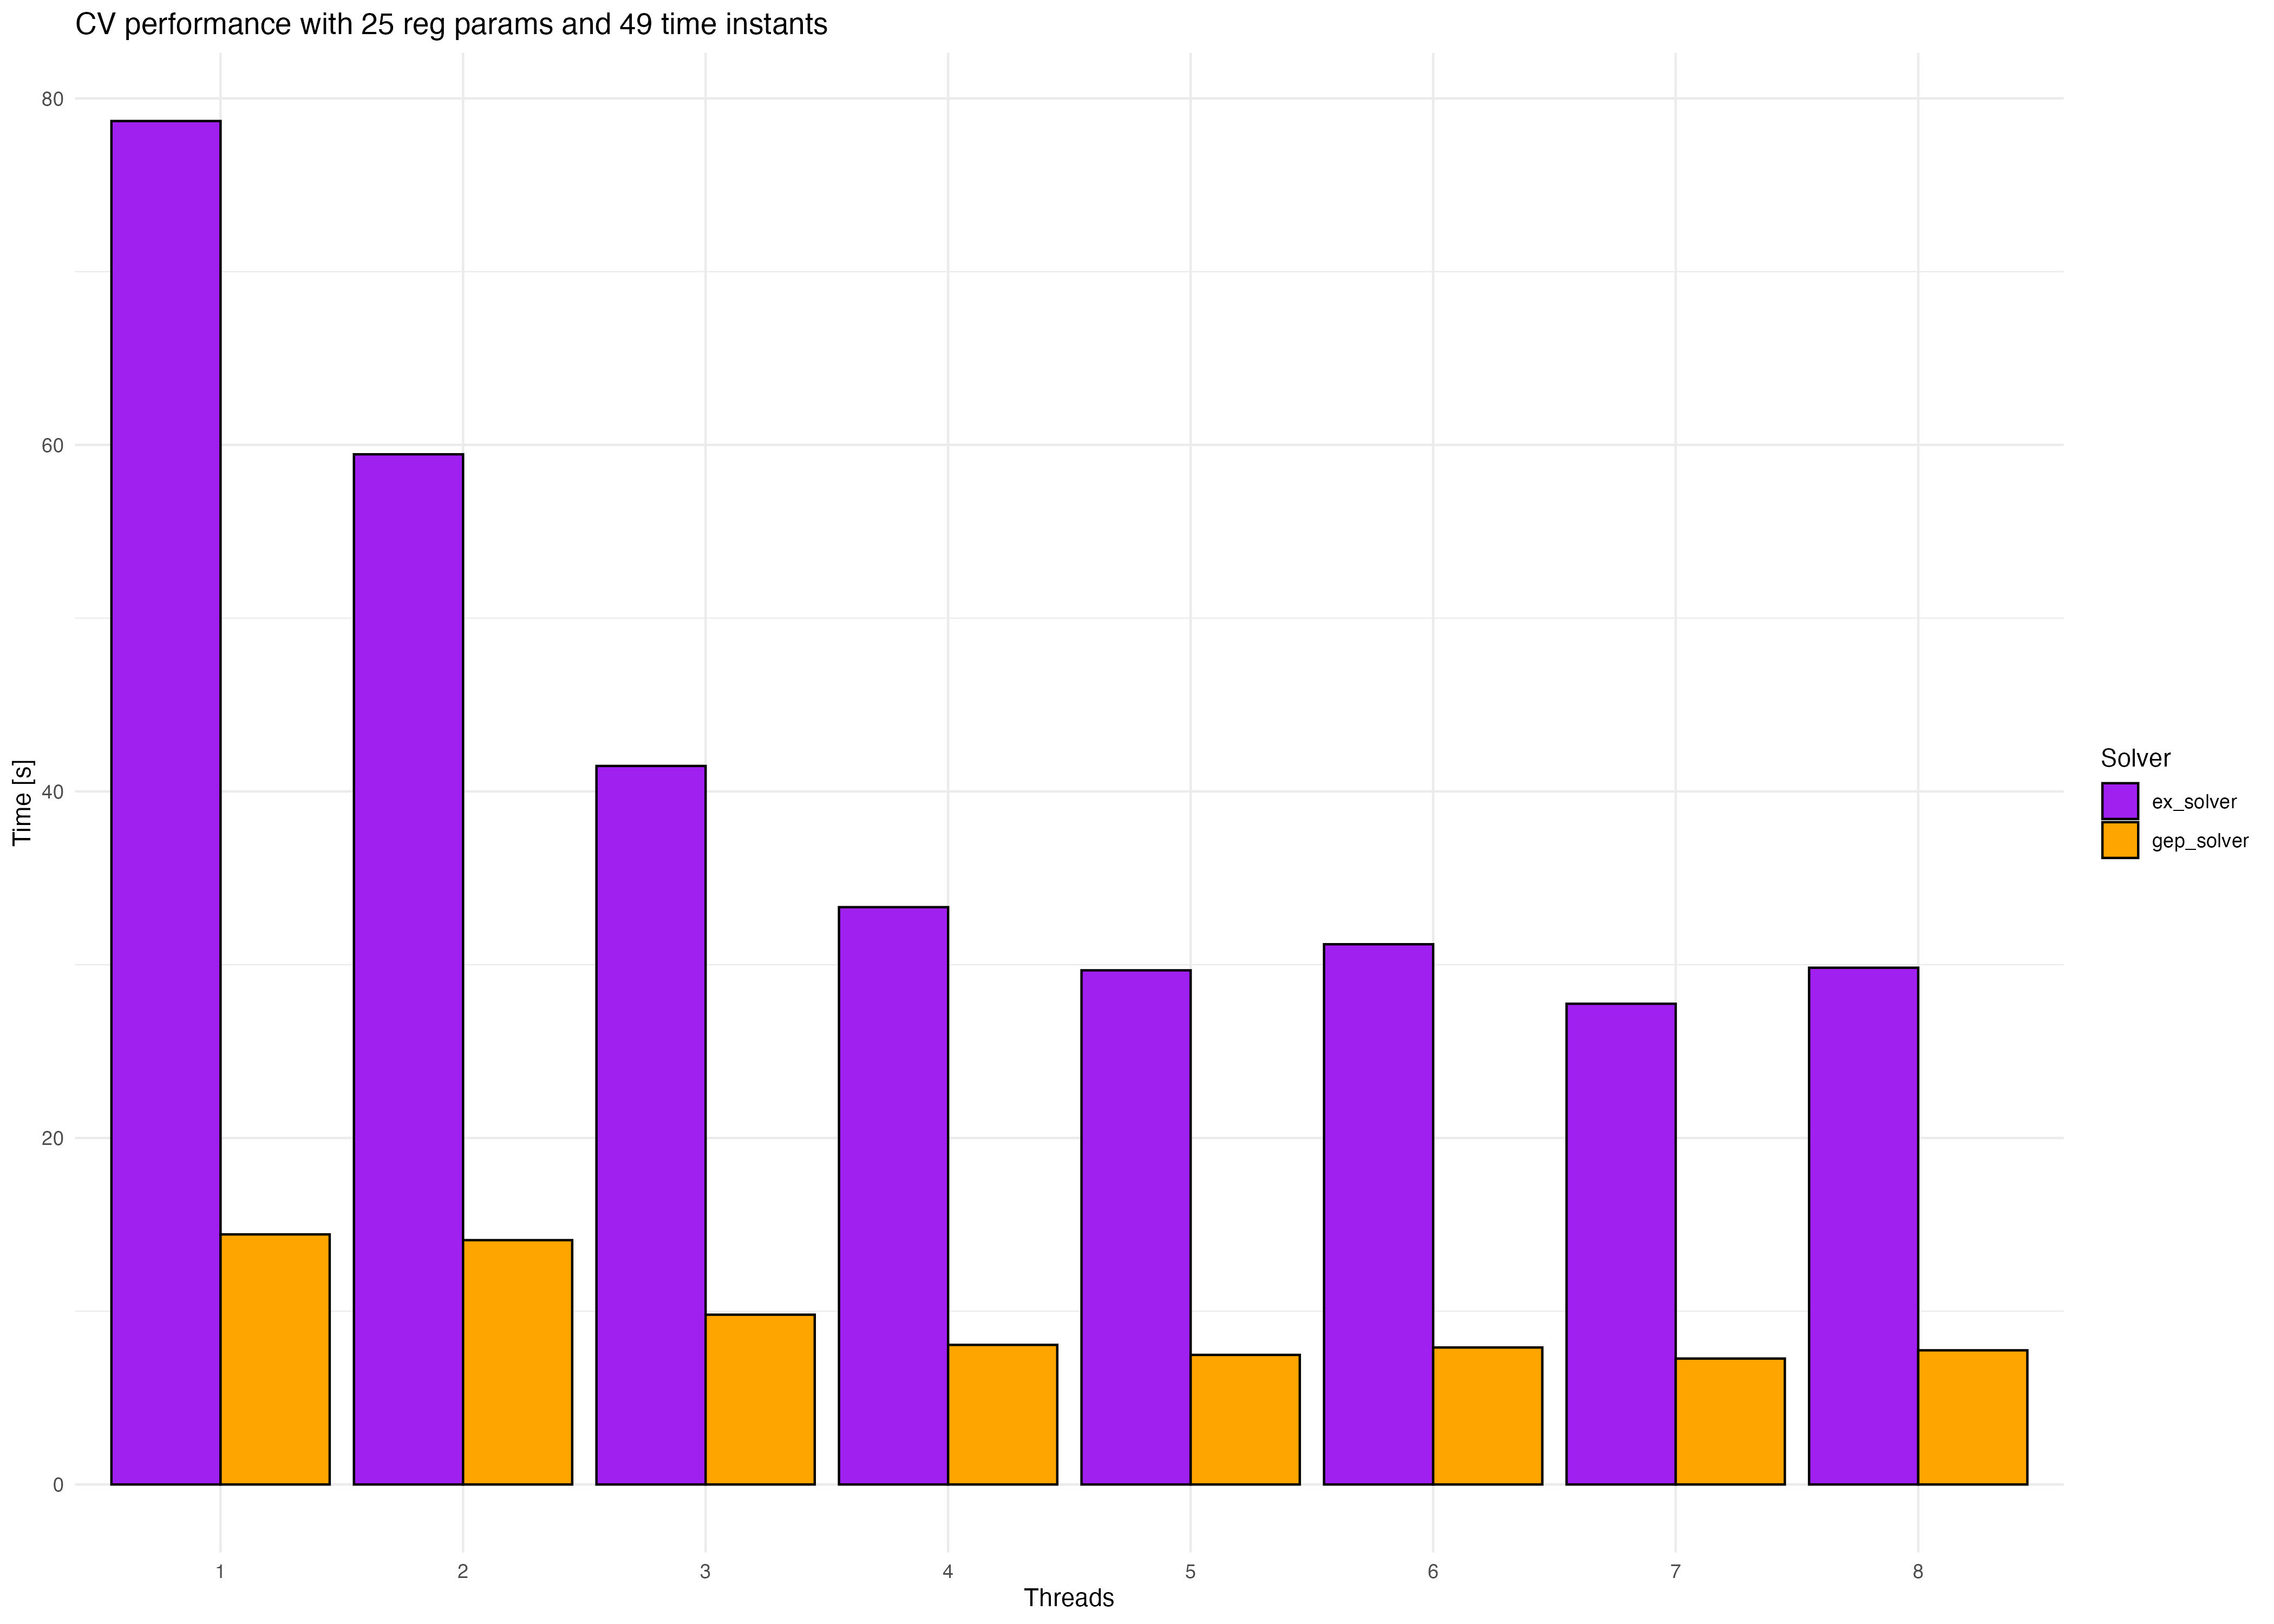 CV performance with 25 reg params and 49 time instants
80
60
40
20
0
Time [s]
1 2 3 4 5 6 7 8
Threads
Solver
ex_solver
gep_solver